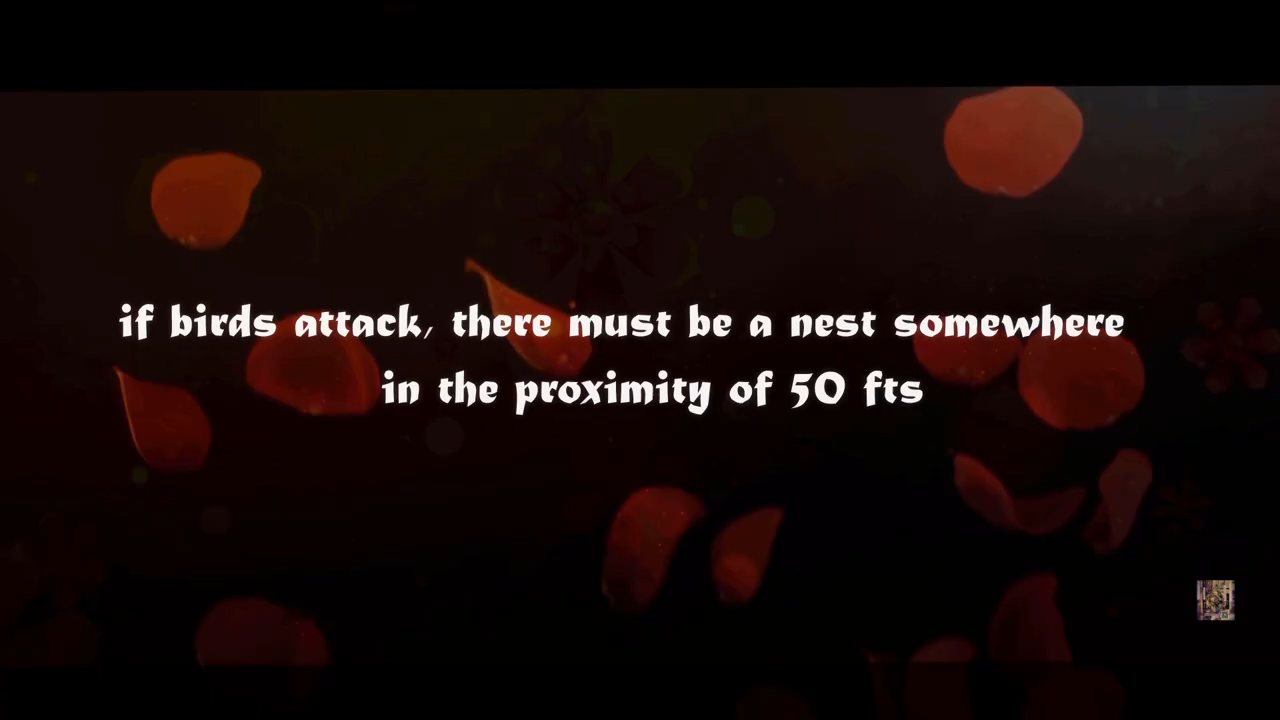 if birds attack, there must be a nest somewhere
in the proximity of 50 fts